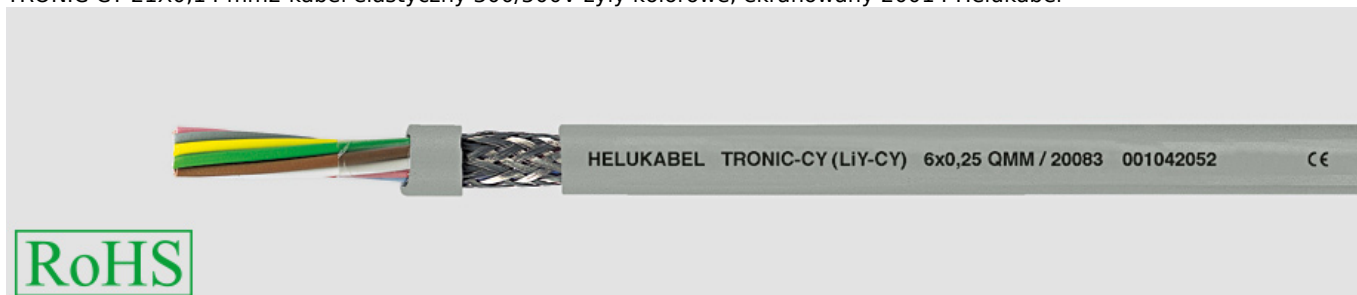 HELUKABEL TRONIC-CY (LiY-CY) 6x0,25 QMM / 20083 001042052 CE
RoHS